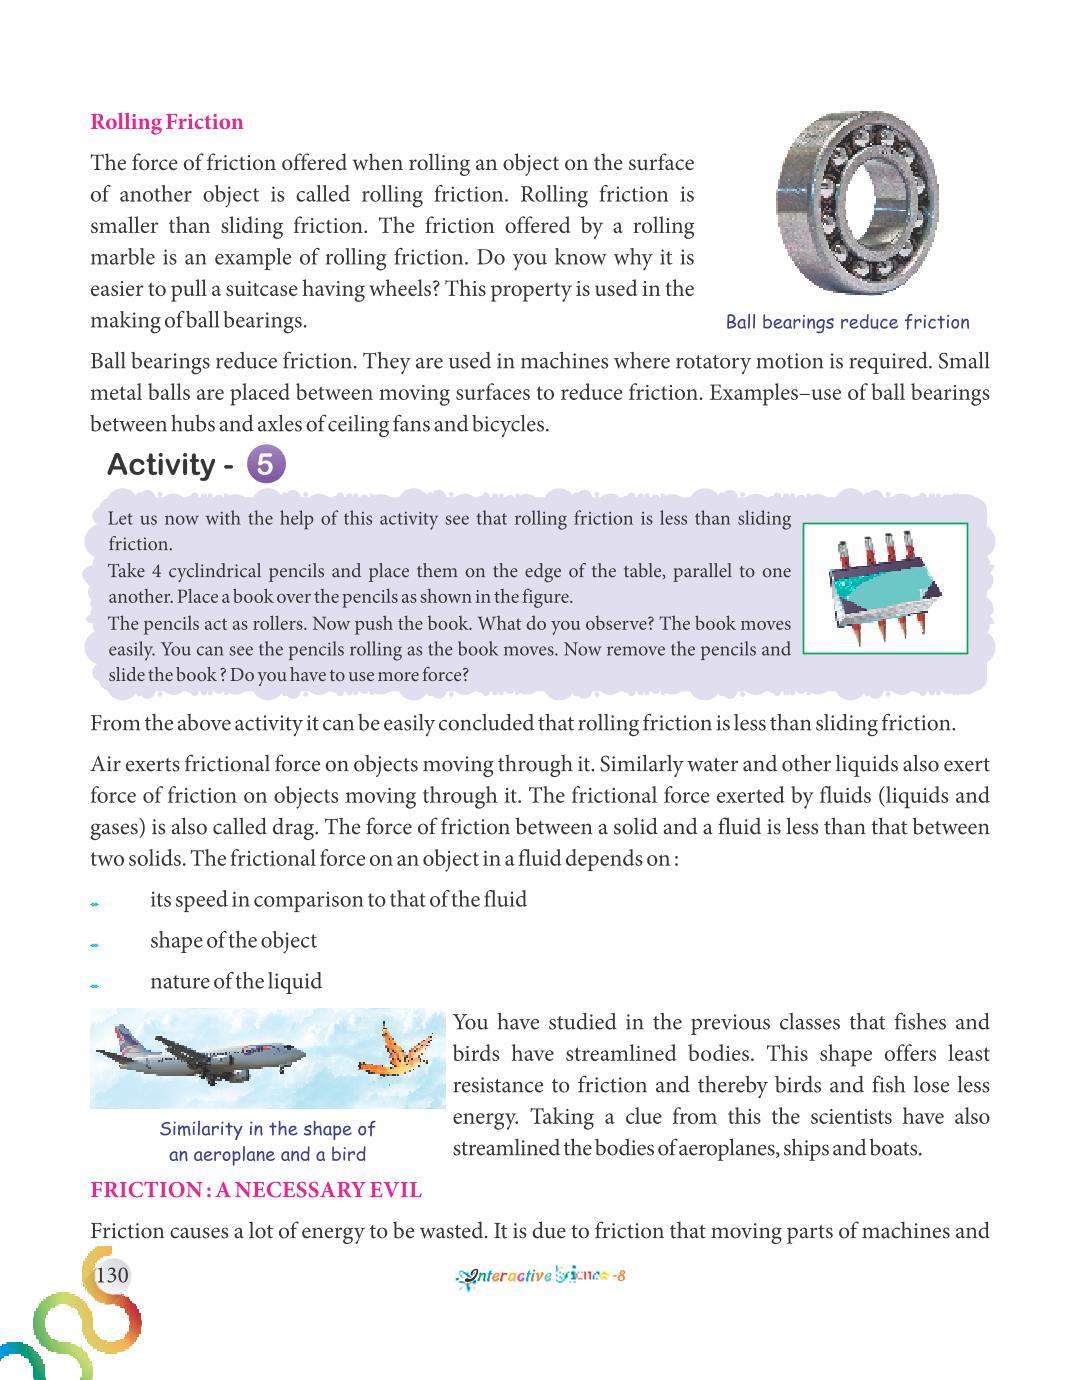 Rolling Friction
The force of friction offered when rolling an object on the surface
of another object is called rolling friction. Rolling friction is
smaller than sliding friction. The friction offered by a rolling
marble is an example of rolling friction. Do you know why it is
easier to pull a suitcase having wheels? This property is used in the
making of ball bearings.
Ball bearings reduce friction
Ball bearings reduce friction. They are used in machines where rotatory motion is required. Small
metal balls are placed between moving surfaces to reduce friction. Examples–use of ball bearings
between hubs and axles of ceiling fans and bicycles.
Activity - 5
Let us now with the help of this activity see that rolling friction is less than sliding
friction.
Take 4 cyclindrical pencils and place them on the edge of the table, parallel to one
another. Place a book over the pencils as shown in the figure.
The pencils act as rollers. Now push the book. What do you observe? The book moves
easily. You can see the pencils rolling as the book moves. Now remove the pencils and
slide the book ? Do you have to use more force?
From the above activity it can be easily concluded that rolling friction is less than sliding friction.
Air exerts frictional force on objects moving through it. Similarly water and other liquids also exert
force of friction on objects moving through it. The frictional force exerted by fluids (liquids and
gases) is also called drag. The force of friction between a solid and a fluid is less than that between
two solids. The frictional force on an object in a fluid depends on :
its speed in comparison to that of the fluid
shape of the object
nature of the liquid
Similarity in the shape of
an aeroplane and a bird
You have studied in the previous classes that fishes and
birds have streamlined bodies. This shape offers least
resistance to friction and thereby birds and fish lose less
energy. Taking a clue from this the scientists have also
streamlined the bodies of aeroplanes, ships and boats.
FRICTION : A NECESSARY EVIL
Friction causes a lot of energy to be wasted. It is due to friction that moving parts of machines and
130
Interactive Science -8